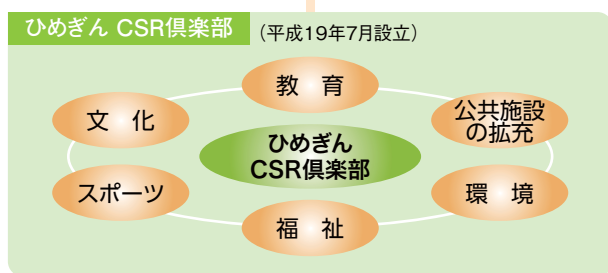 ひめぎん CSR倶楽部 (平成19年7月設立)
教 育
文 化
公共施設
の拡充
ひめぎん
CSR倶楽部
スポーツ
環 境
福 祉